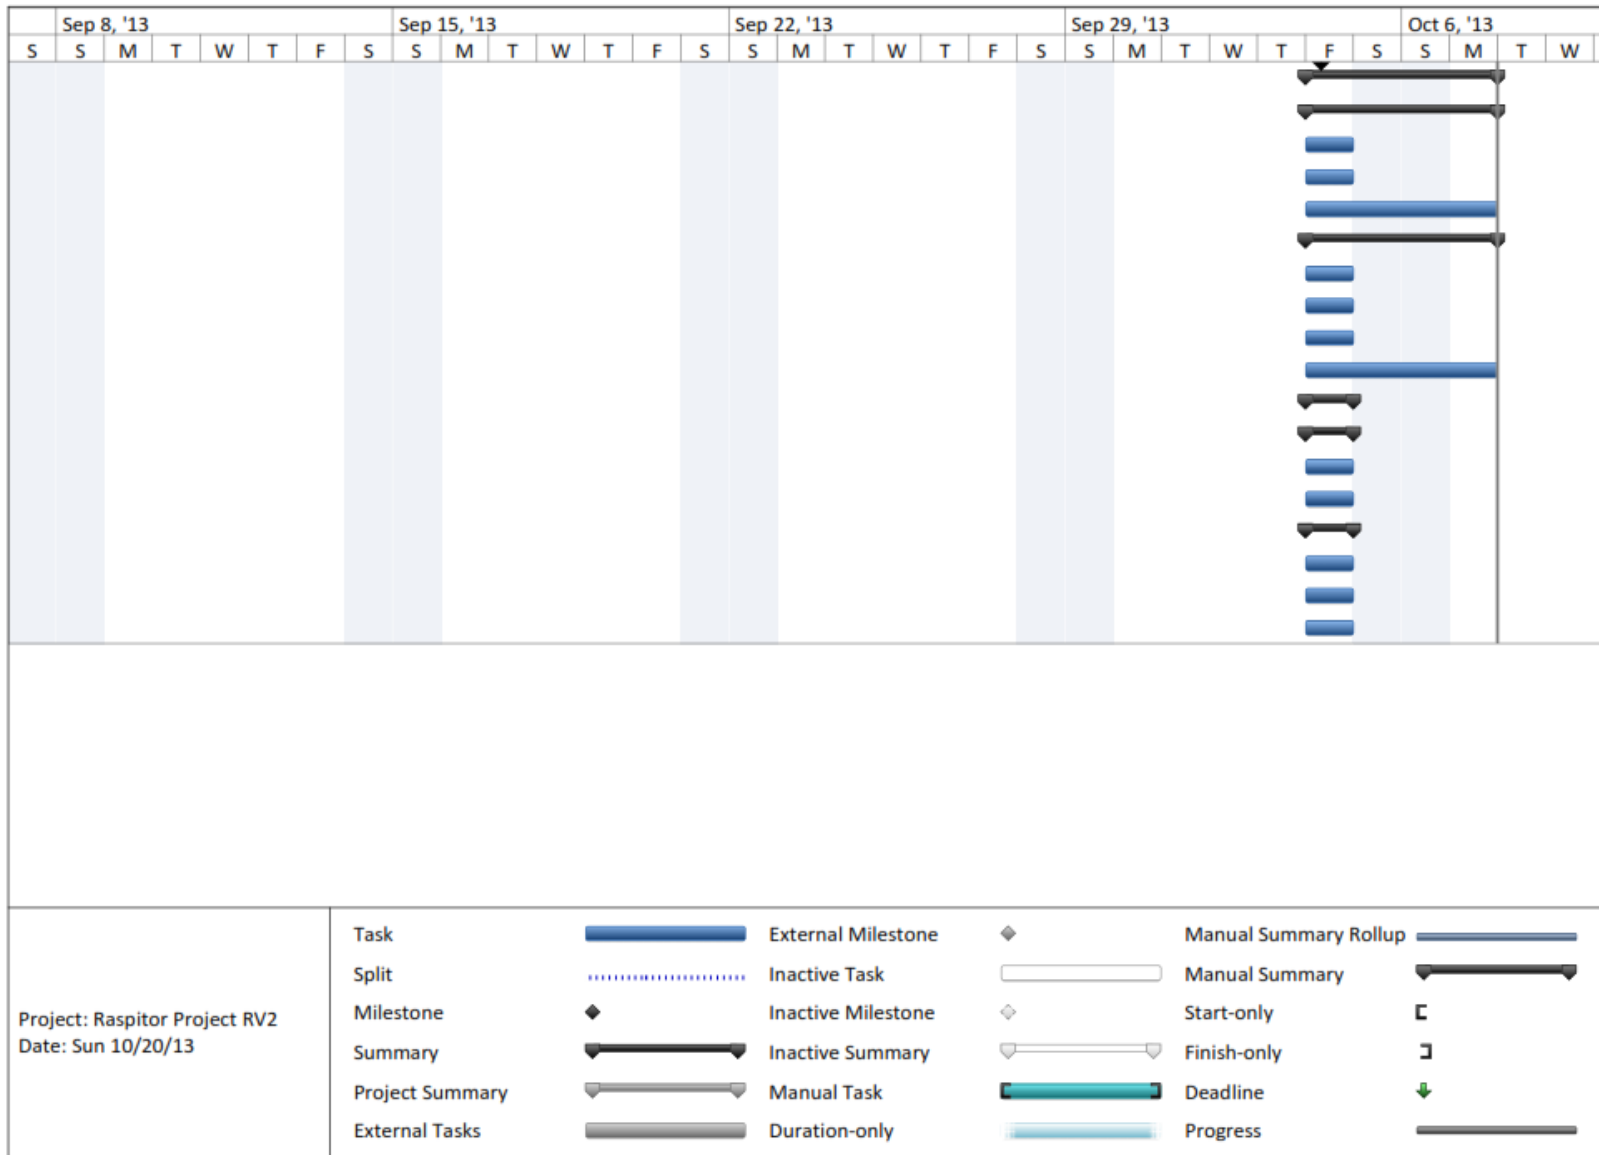 Sep 8, '13 Sep 15, '13 Sep 22, '13 Sep 29, '13 Oct 6, '13
S S M T W T F S S M T W T F S S M T W T F S S M T W T F S S M T W
Task External Milestone Manual Summary Rollup
Split Inactive Task Manual Summary
Milestone Inactive Milestone Start-only
Project: Raspitor Project RV2
Date: Sun 10/20/13
Summary Inactive Summary Finish-only
Project Summary Manual Task Deadline
External Tasks Duration-only Progress